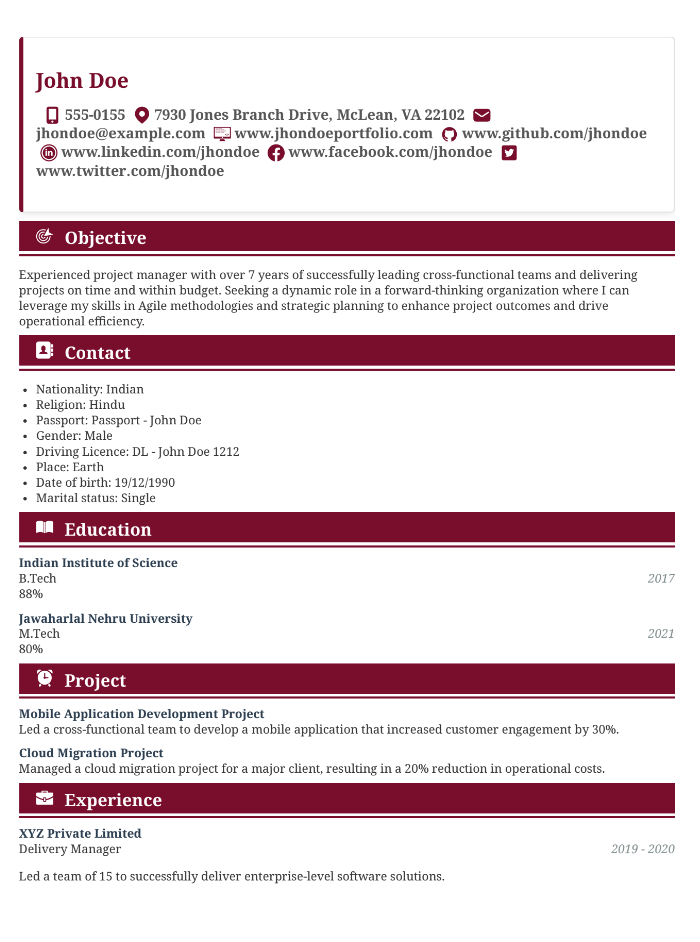 John Doe
555-0155 7930 Jones Branch Drive, McLean, VA 22102
jhondoe@example.com www.jhondoeportfolio.com www.github.com/jhondoe
www.linkedin.com/jhondoe www.facebook.com/jhondoe
www.twitter.com/jhondoe
Objective
Experienced project manager with over 7 years of successfully leading cross-functional teams and delivering
projects on time and within budget. Seeking a dynamic role in a forward-thinking organization where I can
leverage my skills in Agile methodologies and strategic planning to enhance project outcomes and drive
operational efficiency.
Contact
• Nationality: Indian
• Religion: Hindu
• Passport: Passport - John Doe
• Gender: Male
• Driving Licence: DL - John Doe 1212
• Place: Earth
• Date of birth: 19/12/1990
• Marital status: Single
Education
Indian Institute of Science
B.Tech 2017
88%
Jawaharlal Nehru University
M.Tech 2021
80%
Project
Mobile Application Development Project
Led a cross-functional team to develop a mobile application that increased customer engagement by 30%.
Cloud Migration Project
Managed a cloud migration project for a major client, resulting in a 20% reduction in operational costs.
Experience
XYZ Private Limited
Delivery Manager 2019 - 2020
Led a team of 15 to successfully deliver enterprise-level software solutions.